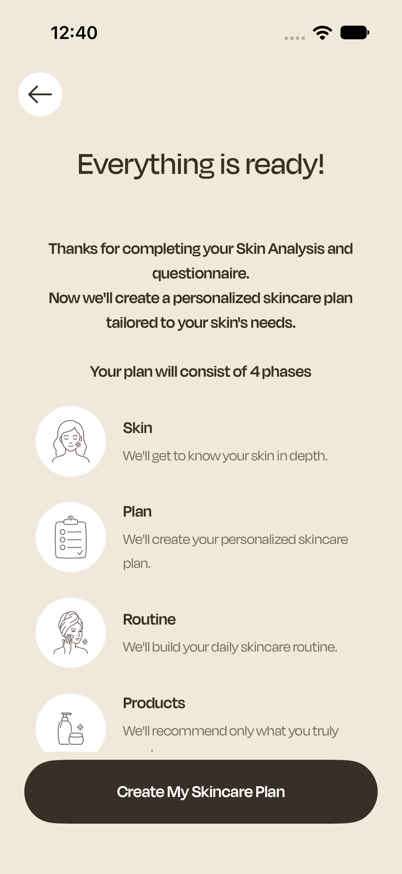 12:40
Everything is ready!
Thanks for completing your Skin Analysis and
questionnaire.
Now we'll create a personalized skincare plan
tailored to your skin's needs.
Your plan will consist of 4 phases
Skin
We'll get to know your skin in depth.
Plan
We'll create your personalized skincare
plan.
Routine
We'll build your daily skincare routine.
Products
We'll recommend only what you truly
Create My Skincare Plan